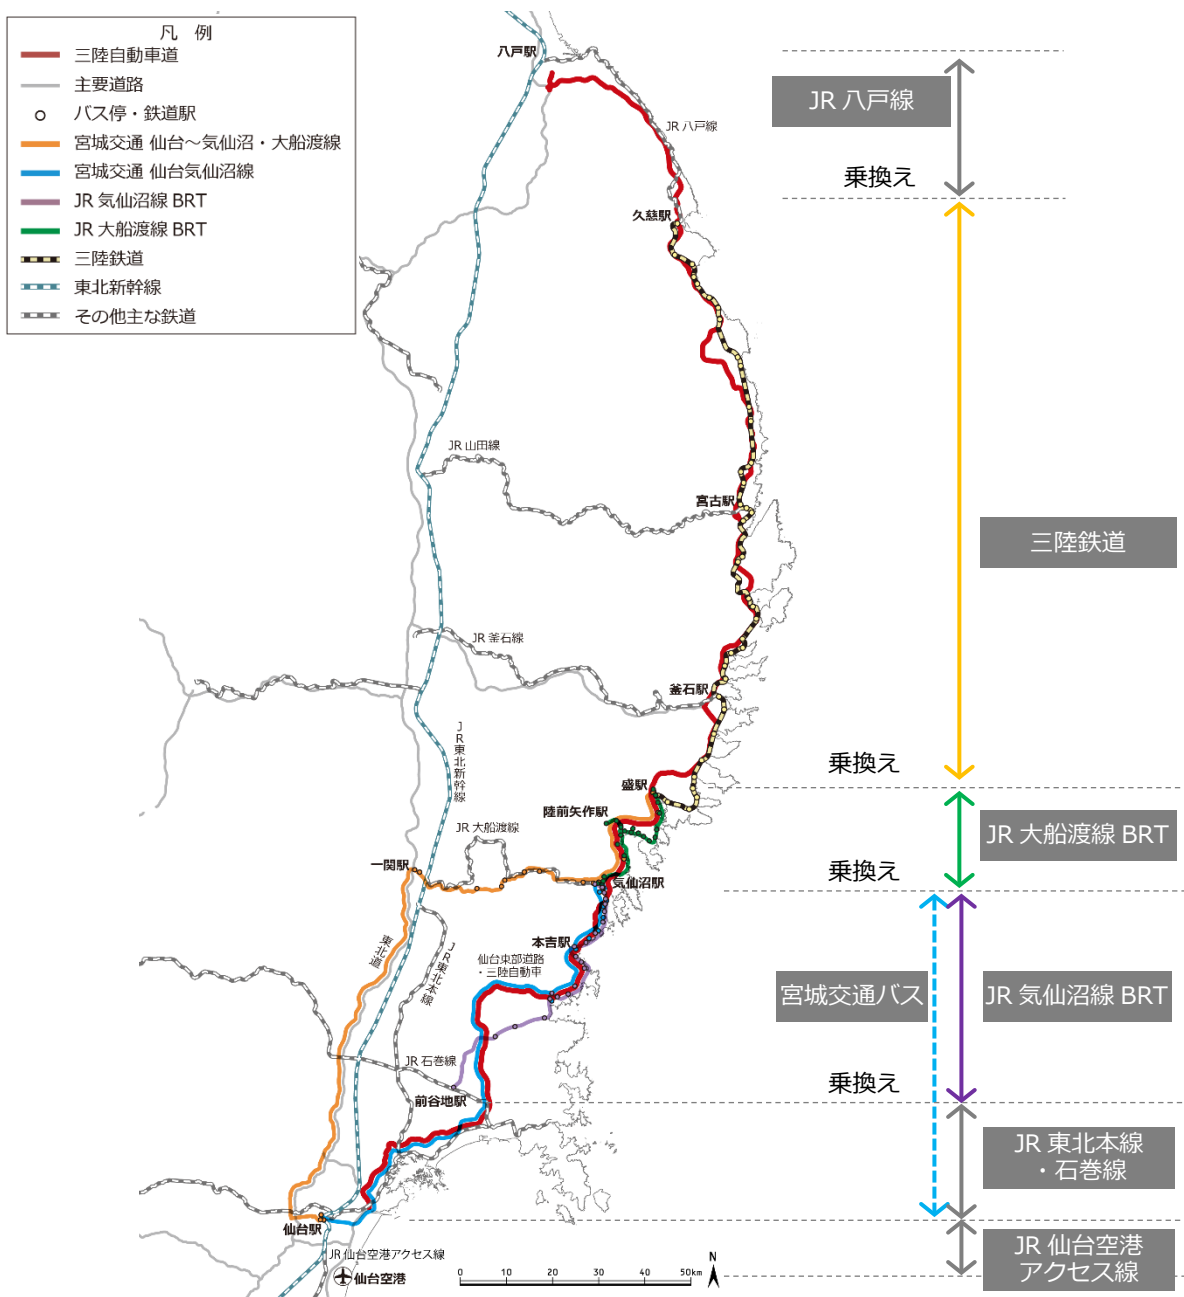 凡 例
三陸自動車道
主要道路
バス停・鉄道駅
宮城交通 仙台～気仙沼・大船渡線
宮城交通 仙台気仙沼線
JR 気仙沼線 BRT
JR 大船渡線 BRT
三陸鉄道
東北新幹線
その他主な鉄道
八戸駅
JR 八戸線
久慈駅
JR 山田線
宮古駅
JR 釜石線
釜石駅
JR東北新幹線
盛駅
陸前矢作駅
JR 大船渡線
一関駅
気仙沼駅
東北道
JR東北本線
本吉駅
仙台東部道路
・三陸自動車
JR 石巻線
前谷地駅
仙台駅
JR 仙台空港アクセス線
仙台空港
0 10 20 30 40 50km
N
JR 八戸線
乗換え
三陸鉄道
乗換え
JR 大船渡線 BRT
乗換え
宮城交通バス
JR 気仙沼線 BRT
乗換え
JR 東北本線
・石巻線
JR 仙台空港
アクセス線